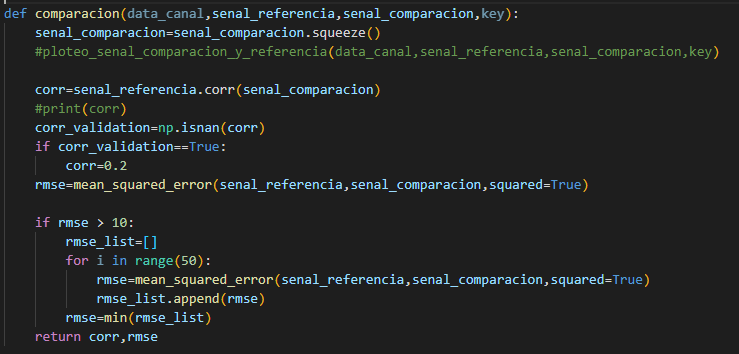 def comparacion(data_canal,senal_referencia,senal_comparacion,key):
    senal_comparacion=senal_comparacion.squeeze()
    #ploteo_senal_comparacion_y_referencia(data_canal,senal_referencia,senal_comparacion,key)

    corr=senal_referencia.corr(senal_comparacion)
    #print(corr)
    corr_validation=np.isnan(corr)
    if corr_validation==True:
        corr=0.2
    rmse=mean_squared_error(senal_referencia,senal_comparacion,squared=True)

    if rmse > 10:
        rmse_list=[]
        for i in range(50):
            rmse=mean_squared_error(senal_referencia,senal_comparacion,squared=True)
            rmse_list.append(rmse)
        rmse=min(rmse_list)
    return corr,rmse